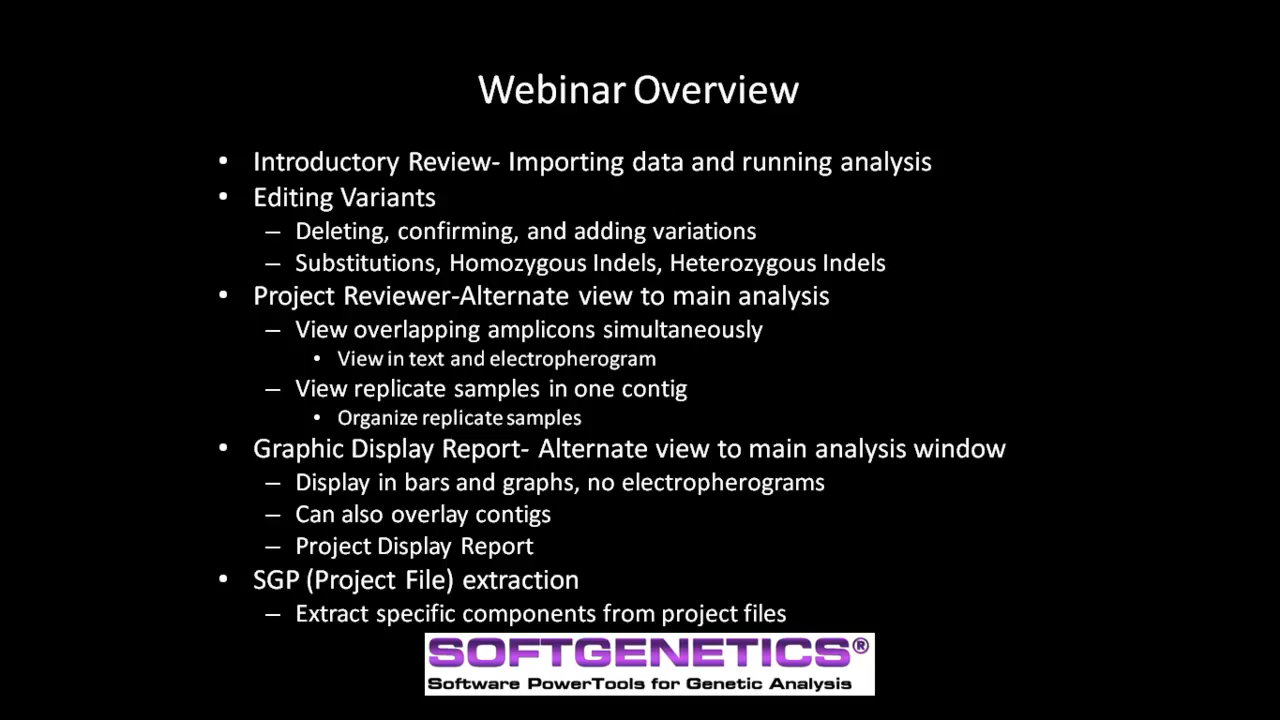 Webinar Overview
• Introductory Review- Importing data and running analysis
• Editing Variants
– Deleting, confirming, and adding variations
– Substitutions, Homozygous Indels, Heterozygous Indels
• Project Reviewer-Alternate view to main analysis
– View overlapping amplicons simultaneously
• View in text and electropherogram
– View replicate samples in one contig
• Organize replicate samples
• Graphic Display Report- Alternate view to main analysis window
– Display in bars and graphs, no electropherograms
– Can also overlay contigs
– Project Display Report
• SGP (Project File) extraction
– Extract specific components from project files
SOFTGENETICS®
Software PowerTools for Genetic Analysis